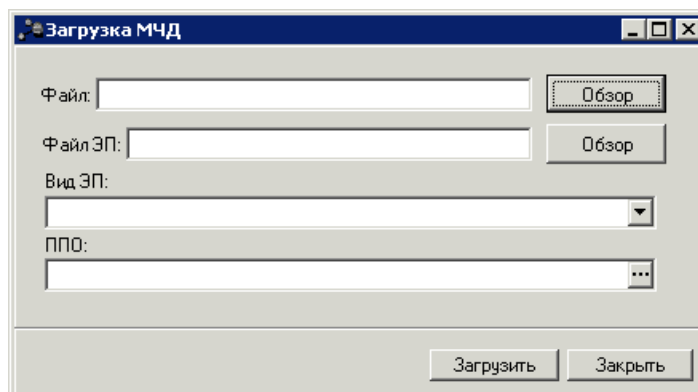 Загрузка МЧД
Файл: Обзор
Файл ЭП: Обзор
Вид ЭП:
ППО:
Загрузить Закрыть